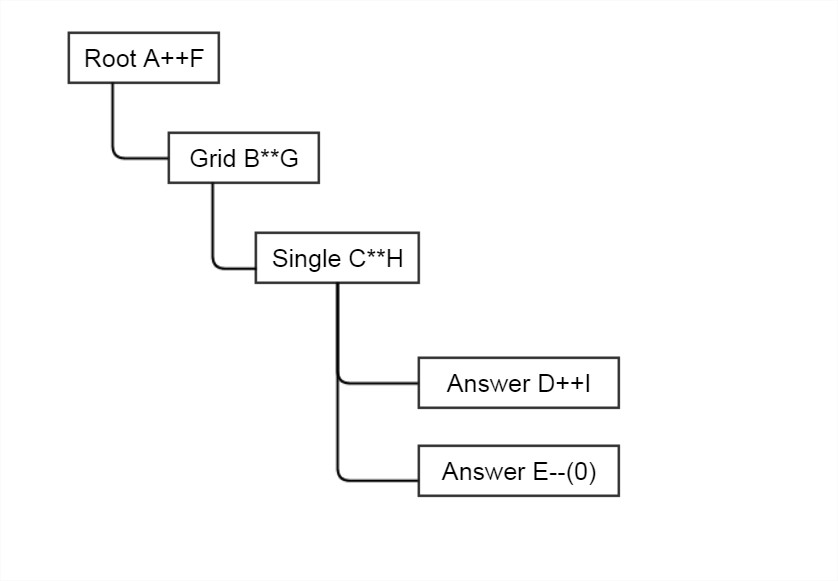 Root A++F
Grid B**G
Single C**H
Answer D++I
Answer E--(0)